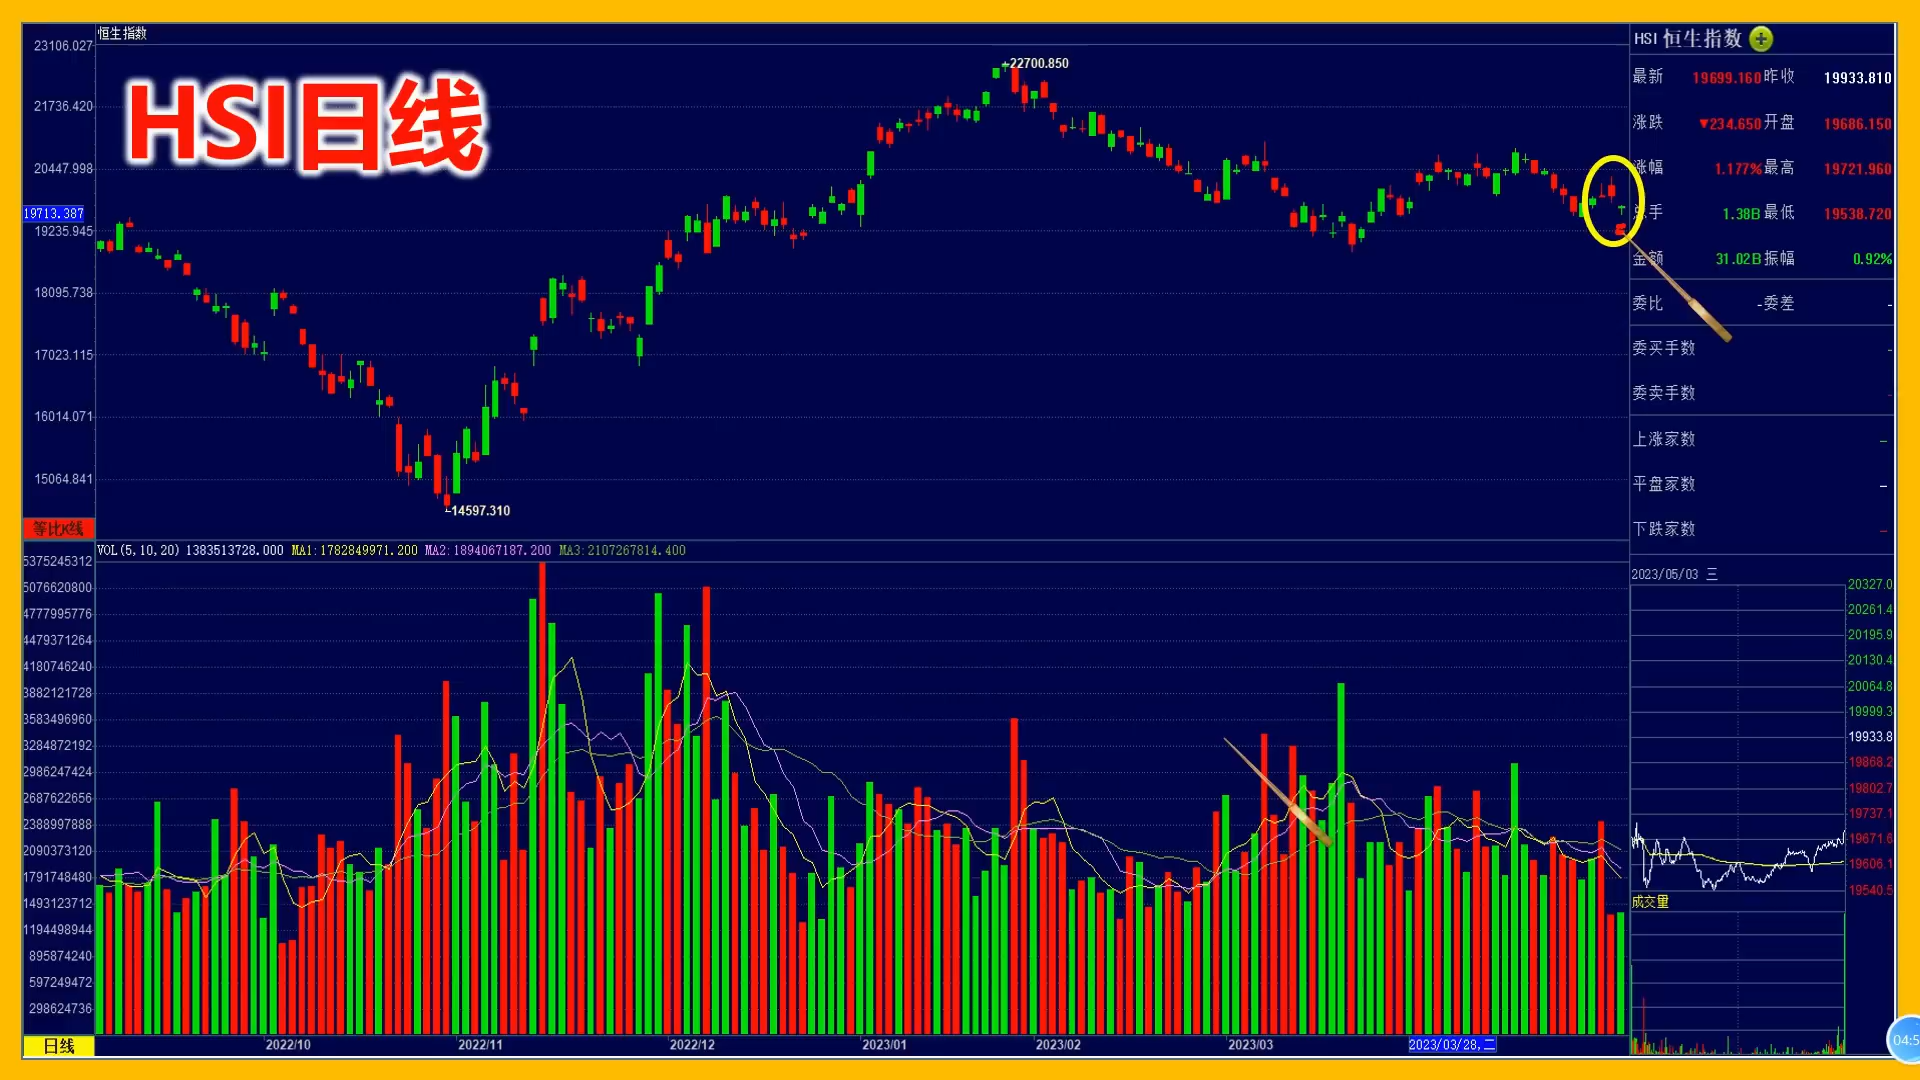 恒生指数
HSI日线
23106.027
21736.420
20447.998
19713.387
19235.945
18095.738
17023.115
16014.071
15064.841
等比K线
22700.850
14597.310
VOL(5,10,20) 1383513728.000 MA1:1782849971.200 MA2:1894067187.200 MA3:2107267814.400
5375245312
5076620800
4777995776
4479371264
4180746240
3882121728
3583496960
3284872192
2986247424
2687622656
2388997888
2090373120
1791748480
1493123712
1194498944
895874240
597249472
298624736
日线
2022/10
2022/11
2022/12
2023/01
2023/02
2023/03
2023/03/28,二
HSI 恒生指数
最新 19699.160 昨收 19933.810
涨跌 ▼234.650 开盘 19686.150
涨幅 1.177% 最高 19721.960
总手 1.38B 最低 19538.720
金额 31.02B 振幅 0.92%
委比 - 委差 -
委买手数 -
委卖手数 -
上涨家数 -
平盘家数 -
下跌家数 -
2023/05/03 三
20327.0
20261.4
20195.9
20130.4
20064.8
19999.3
19933.8
19868.2
19802.7
19737.1
19671.6
19606.1
19540.5
成交量